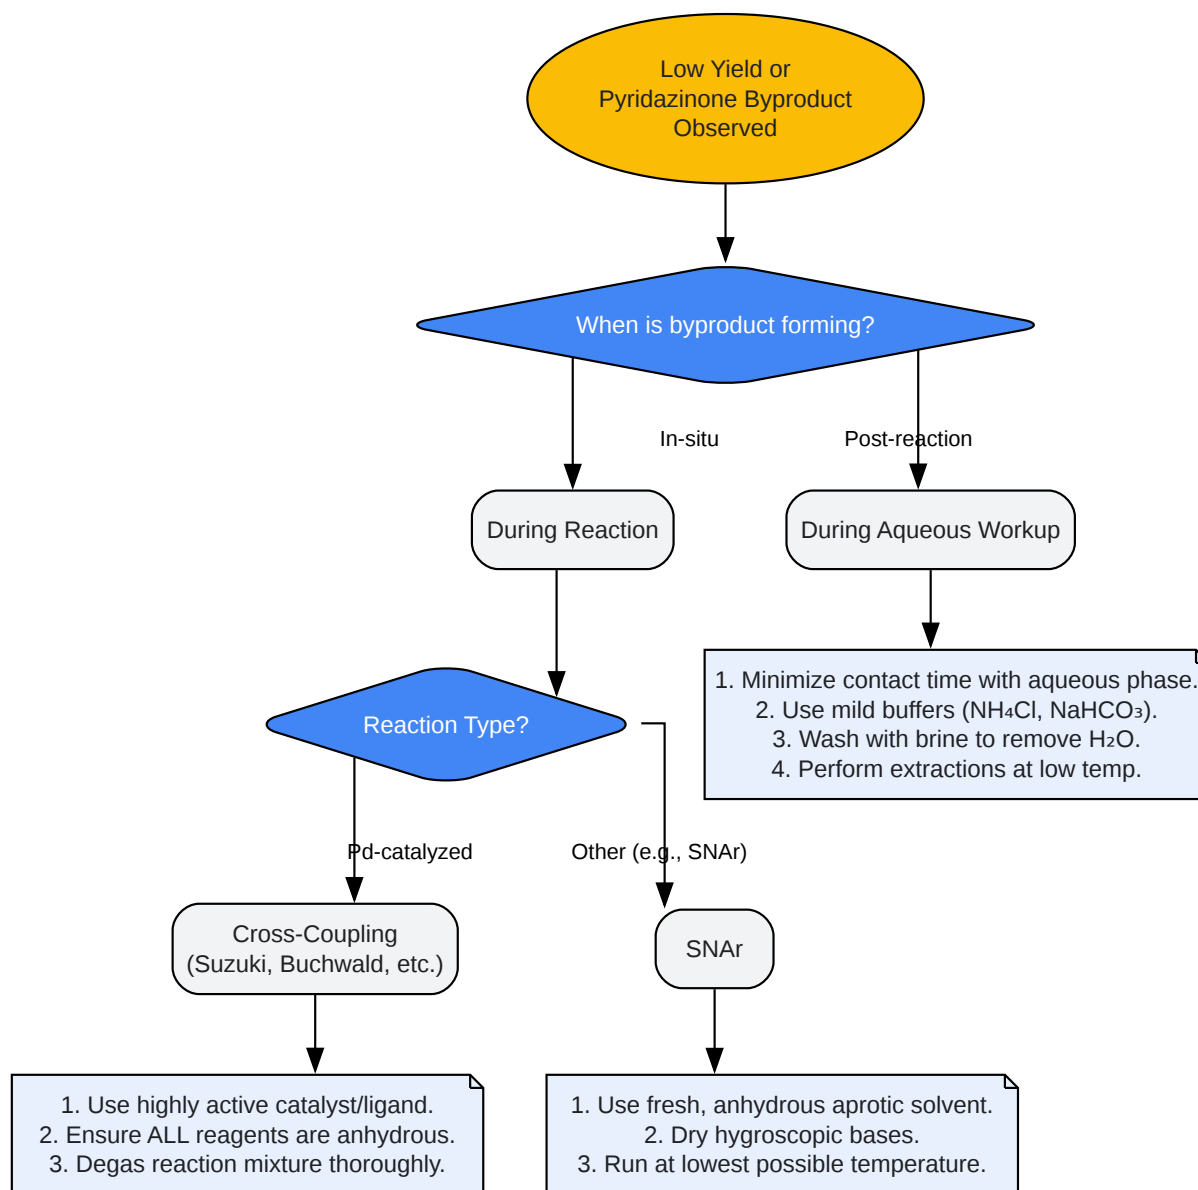 Low Yield or
Pyridazinone Byproduct
Observed
When is byproduct forming?
In-situ
Post-reaction
During Reaction
During Aqueous Workup
1. Minimize contact time with aqueous phase.
2. Use mild buffers (NH₄Cl, NaHCO₃).
3. Wash with brine to remove H₂O.
4. Perform extractions at low temp.
Reaction Type?
Pd-catalyzed
Other (e.g., SNAr)
Cross-Coupling
(Suzuki, Buchwald, etc.)
SNAr
1. Use highly active catalyst/ligand.
2. Ensure ALL reagents are anhydrous.
3. Degas reaction mixture thoroughly.
1. Use fresh, anhydrous aprotic solvent.
2. Dry hygroscopic bases.
3. Run at lowest possible temperature.